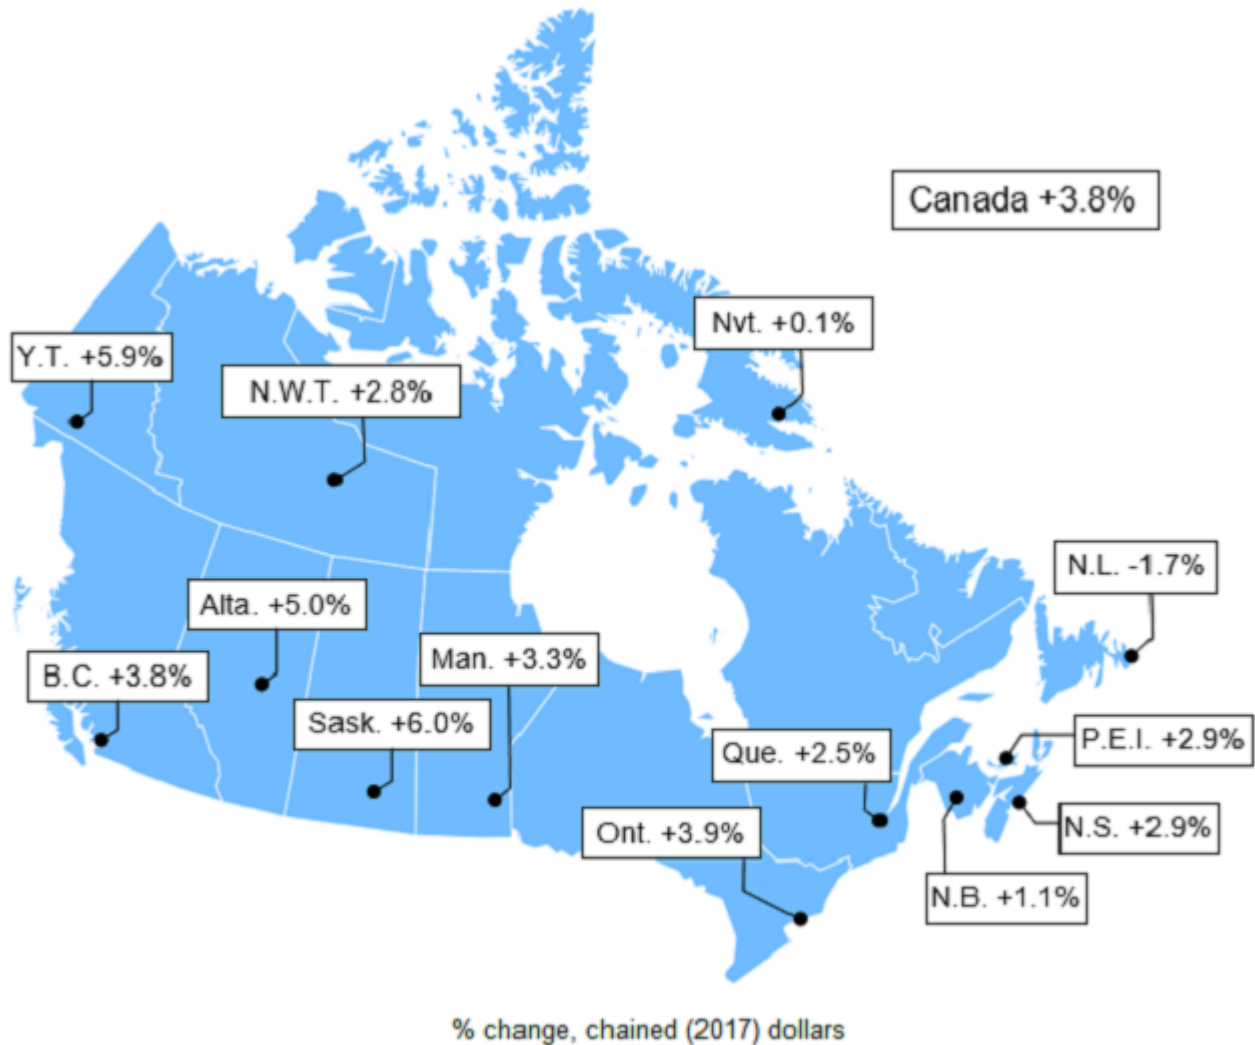 Canada +3.8%
Nvt. +0.1%
Y.T. +5.9%
N.W.T. +2.8%
N.L. -1.7%
Alta. +5.0%
Man. +3.3%
B.C. +3.8%
Sask. +6.0%
P.E.I. +2.9%
Que. +2.5%
N.S. +2.9%
Ont. +3.9%
N.B. +1.1%
% change, chained (2017) dollars